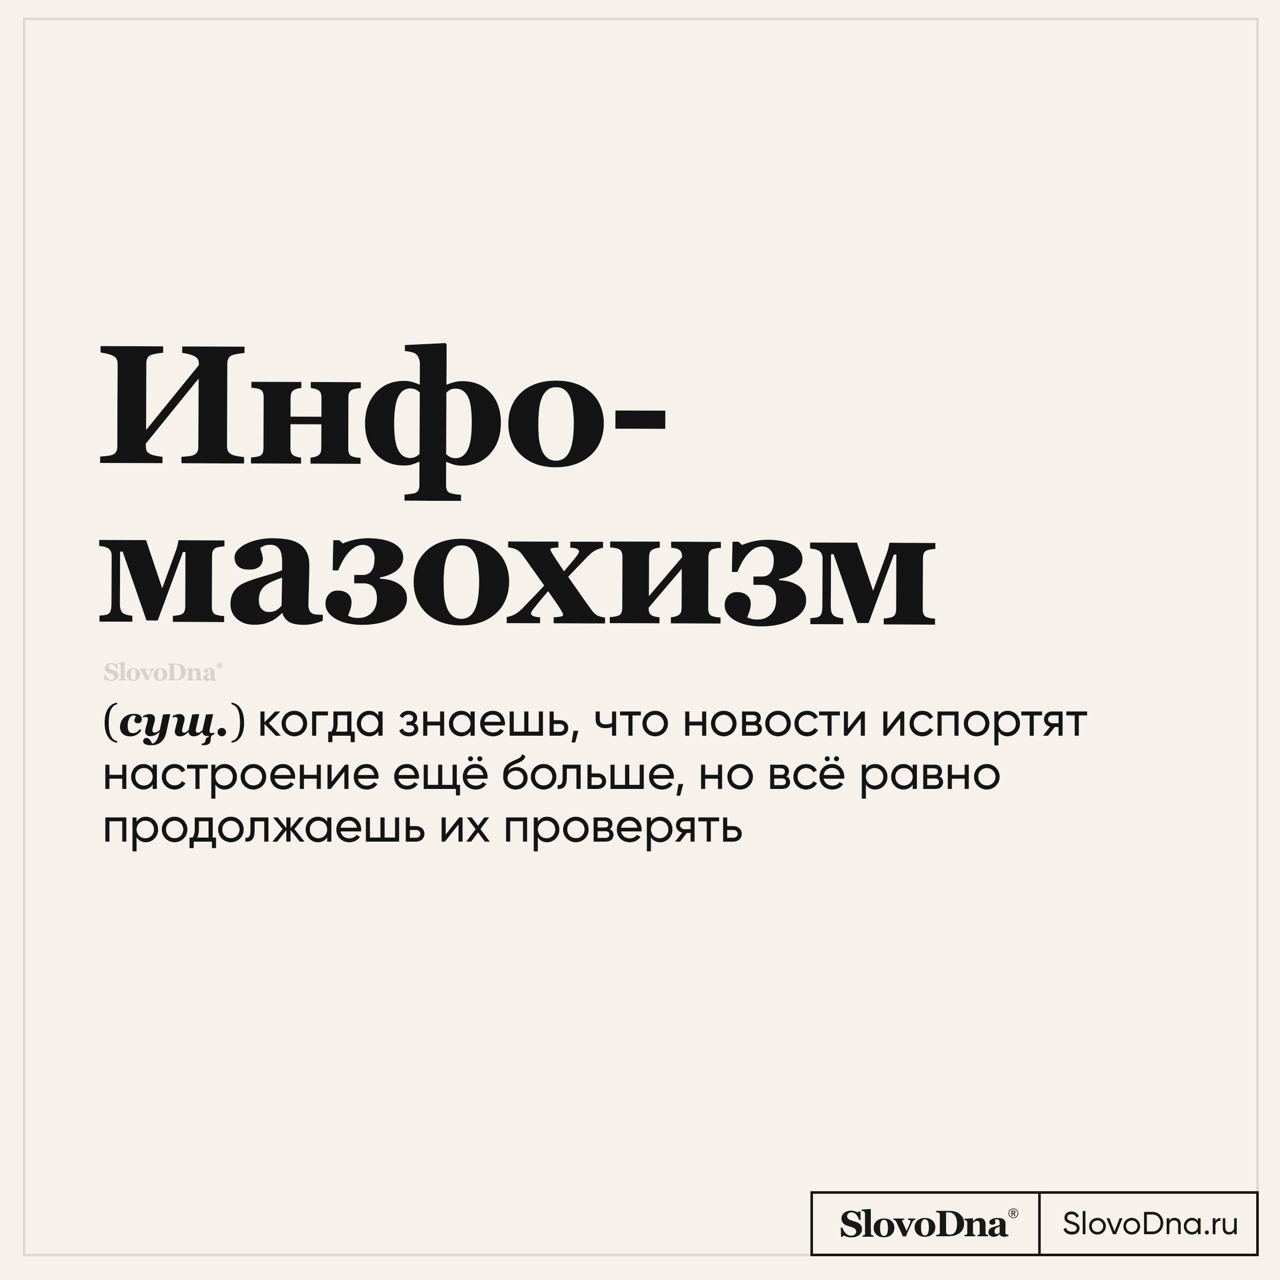 Инфо-
мазохизм
SlovoDna®
(сущ.) когда знаешь, что новости испортят
настроение ещё больше, но всё равно
продолжаешь их проверять
SlovoDna® SlovoDna.ru